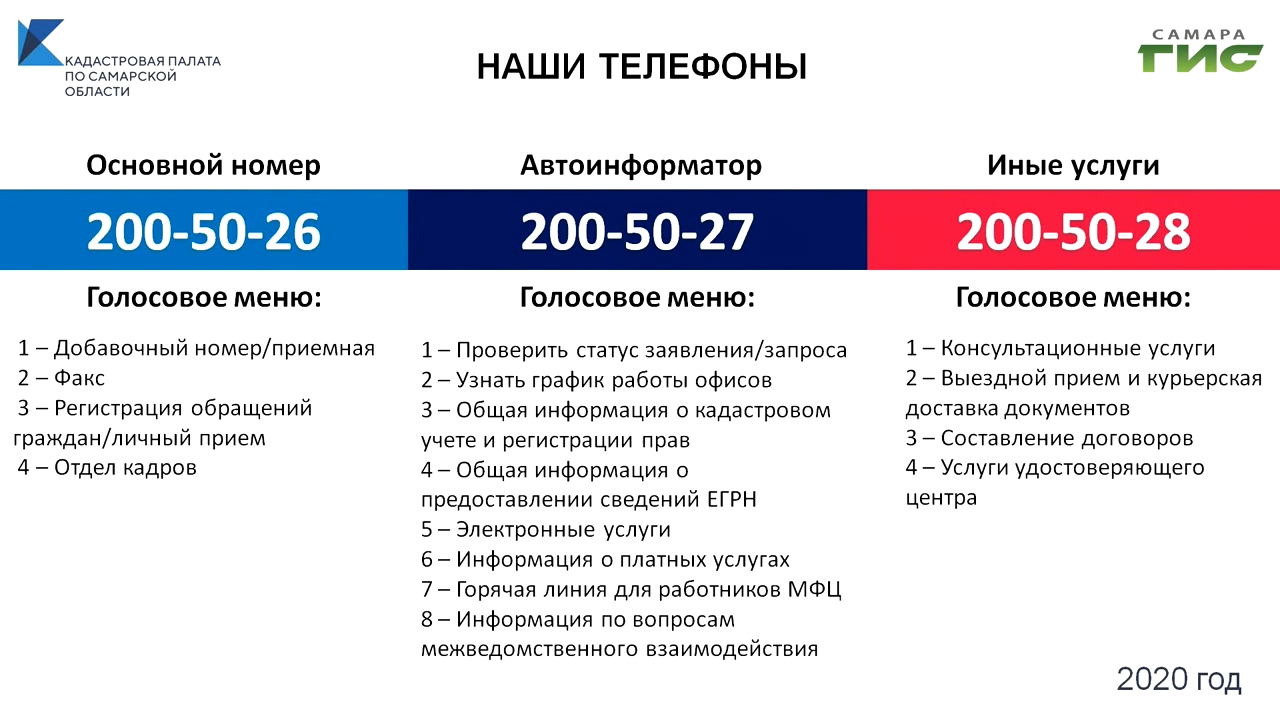 КАДАСТРОВАЯ ПАЛАТА
ПО САМАРСКОЙ
ОБЛАСТИ
НАШИ ТЕЛЕФОНЫ
САМАРА
ГИС
Основной номер
200-50-26
Голосовое меню:
1 – Добавочный номер/приемная
2 – Факс
3 – Регистрация обращений
граждан/личный прием
4 – Отдел кадров
Автоинформатор
200-50-27
Голосовое меню:
1 – Проверить статус заявления/запроса
2 – Узнать график работы офисов
3 – Общая информация о кадастровом
учете и регистрации прав
4 – Общая информация о
предоставлении сведений ЕГРН
5 – Электронные услуги
6 – Информация о платных услугах
7 – Горячая линия для работников МФЦ
8 – Информация по вопросам
межведомственного взаимодействия
Иные услуги
200-50-28
Голосовое меню:
1 – Консультационные услуги
2 – Выездной прием и курьерская
доставка документов
3 – Составление договоров
4 – Услуги удостоверяющего
центра
2020 год